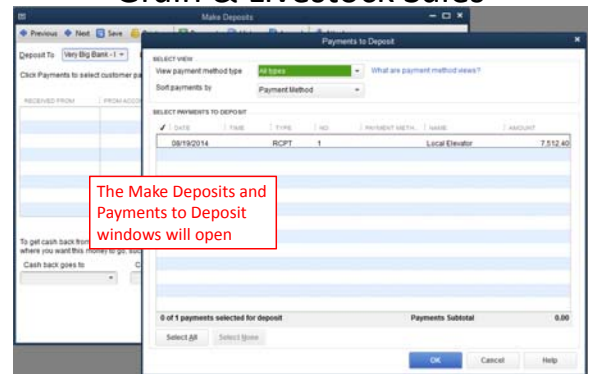 Grain & Livestock Sales
Make Deposits
Previous Next Save
Payments to Deposit
Deposit To Very Big Bank -1
Click Payments to select customer pa
RECEIVED FROM FROM ACCO
SELECT VIEW
View payment method type All types What are payment method views?
Sort payments by Payment Method
SELECT PAYMENTS TO DEPOSIT
✓ DATE TIME TYPE NO PAYMENT METH... NAME AMOUNT
08/19/2014 RCPT 1 Local Elevator 7,512.40
The Make Deposits and
Payments to Deposit
windows will open
To get cash back from
where you want this money to go, suc
Cash back goes to C
0 of 1 payments selected for deposit Payments Subtotal 0.00
Select All Select None
OK Cancel Help